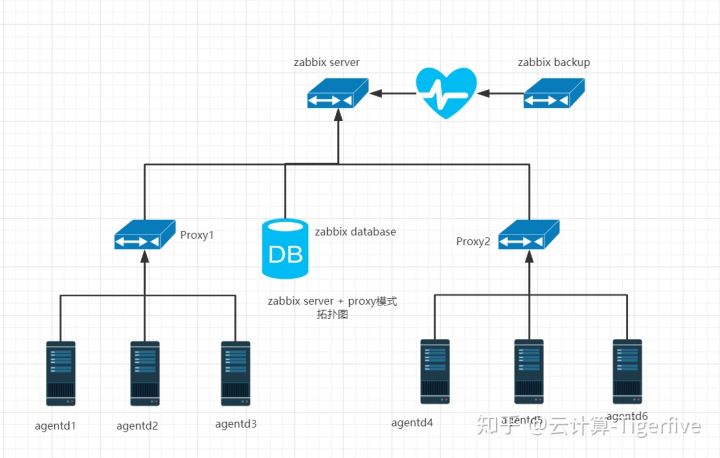 zabbix server
zabbix backup
Proxy1
zabbix database
Proxy2
DB
zabbix server + proxy模式
拓扑图
agentd1
agentd2
agentd3
agentd4
agentd5
agentd6
知乎 @云计算-Tigerfive